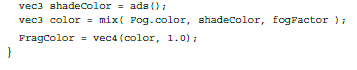 vec3 shadeColor = ads();
vec3 color = mix( Fog.color, shadeColor, fogFactor );
FragColor = vec4(color, 1.0);
}